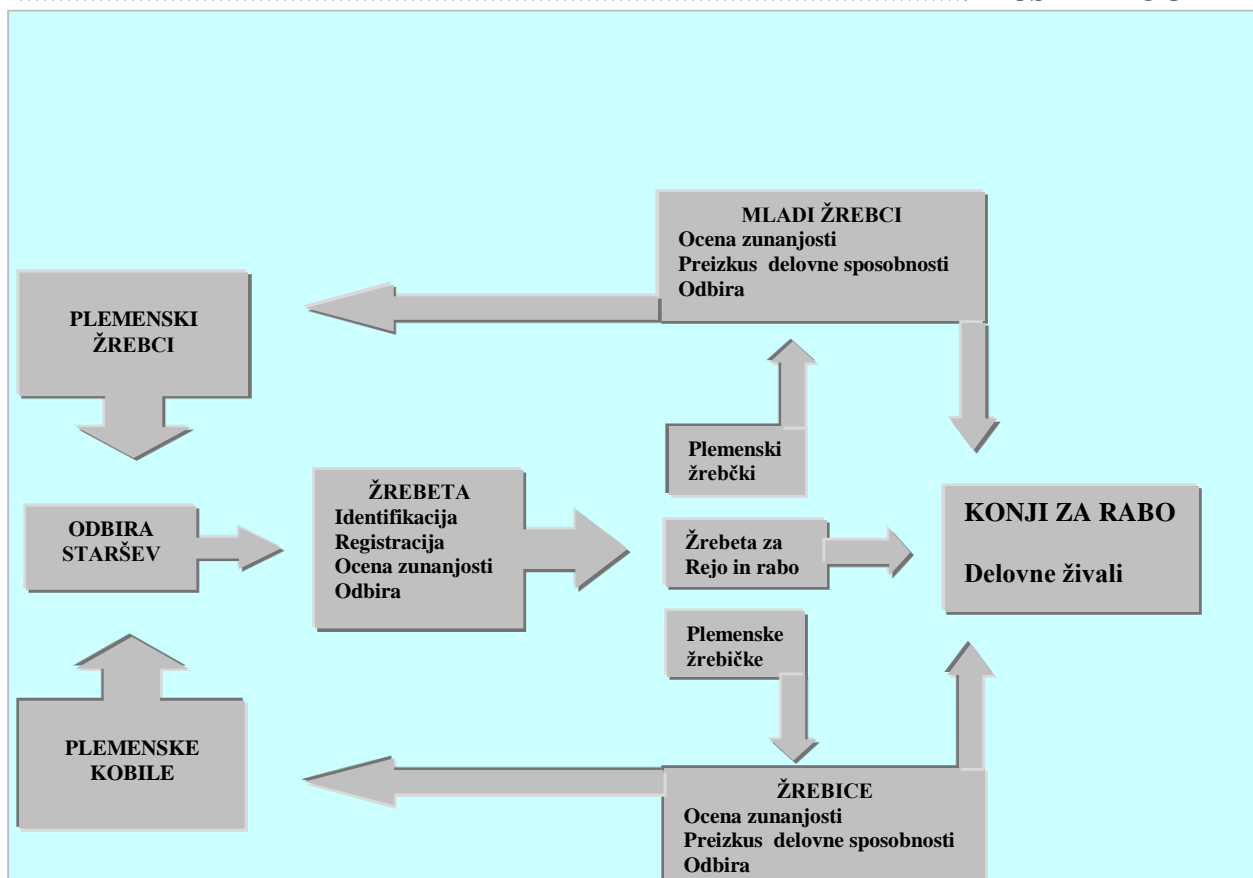 MLADI ŽREBCI
Ocena zunanjosti
Preizkus delovne sposobnosti
Odbira
PLEMENSKI
ŽREBCI
Plemenski
žrebčki
ŽREBETA
Identifikacija
Registracija
Ocena zunanjosti
Odbira
KONJI ZA RABO
Delovne živali
ODBIRA
STARŠEV
Žrebeta za
Rejo in rabo
Plemenske
žrebičke
PLEMENSKE
KOBILE
ŽREBICE
Ocena zunanjosti
Preizkus delovne sposobnosti
Odbira